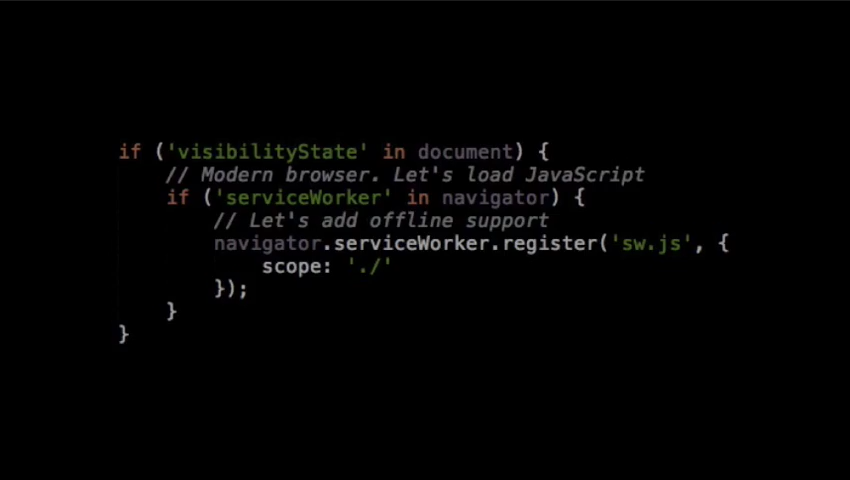 if ('visibilityState' in document) {
// Modern browser. Let's load JavaScript
if ('serviceWorker' in navigator) {
// Let's add offline support
navigator.serviceWorker.register('sw.js', {
scope: './'
});
}
}